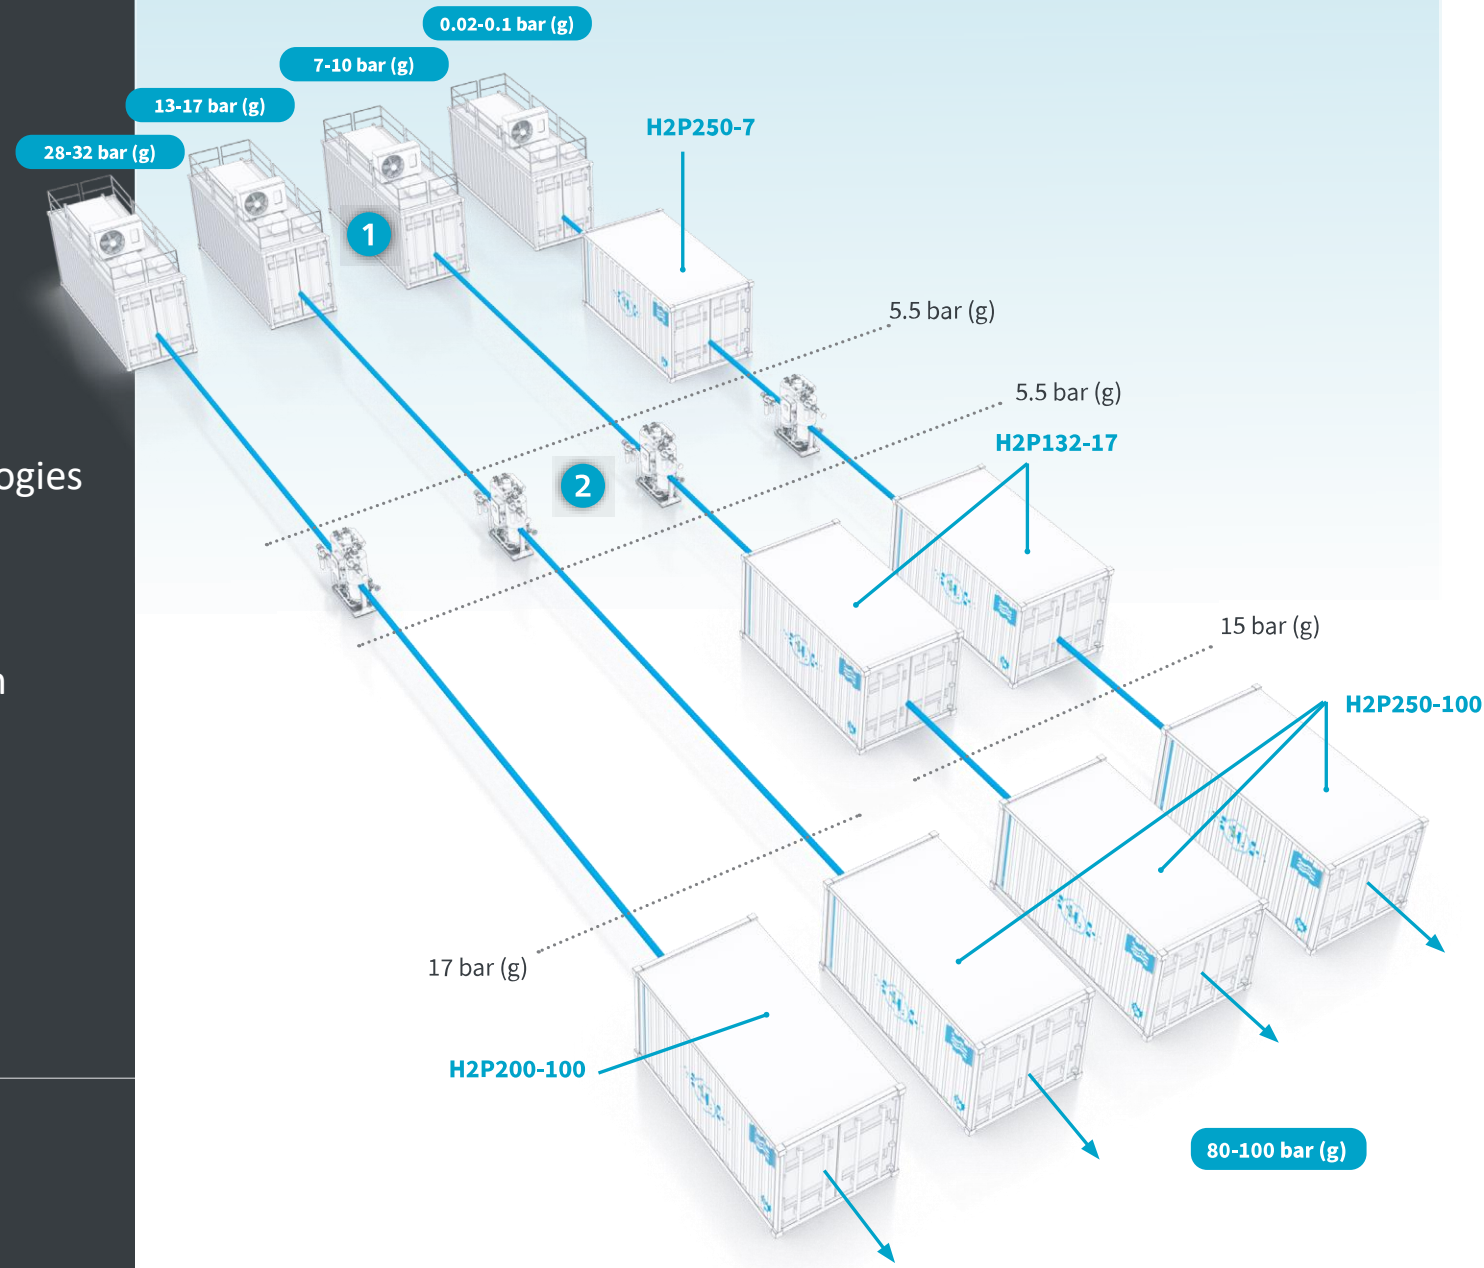 0.02-0.1 bar (g)
7-10 bar (g)
13-17 bar (g)
28-32 bar (g)
H2P250-7
1
5.5 bar (g)
5.5 bar (g)
H2P132-17
ogies
2
15 bar (g)
n
H2P250-100
17 bar (g)
H2P200-100
80-100 bar (g)